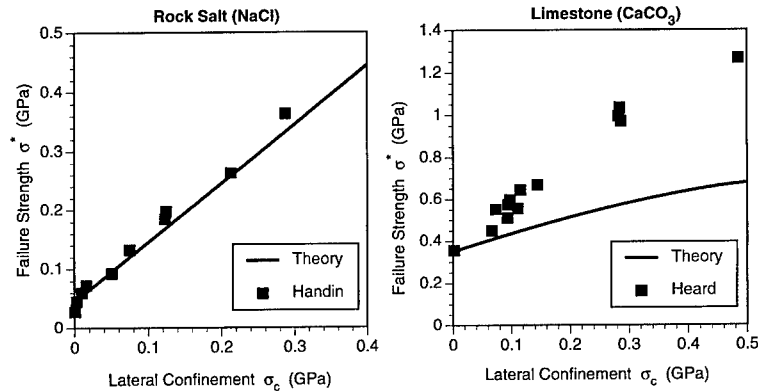 Rock Salt (NaCl)
0.5
0.4
0.3
0.2
0.1
0
Failure Strength σ* (GPa)
Theory
Handin
0
0.1
0.2
0.3
0.4
Lateral Confinement σc (GPa)
Limestone (CaCO3)
1.4
1.2
1
0.8
0.6
0.4
0.2
0
Failure Strength σ* (GPa)
Theory
Heard
0
0.1
0.2
0.3
0.4
0.5
Lateral Confinement σc (GPa)